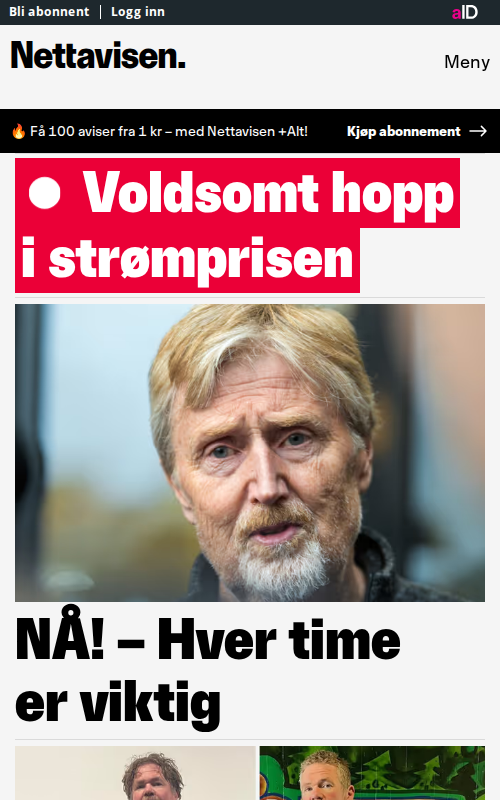 Bli abonnent | Logg inn
aID
Nettavisen.
Meny
🔥 Få 100 aviser fra 1 kr – med Nettavisen +Alt!
Kjøp abonnement →
Voldsomt hopp
i strømprisen
NÅ! – Hver time
er viktig